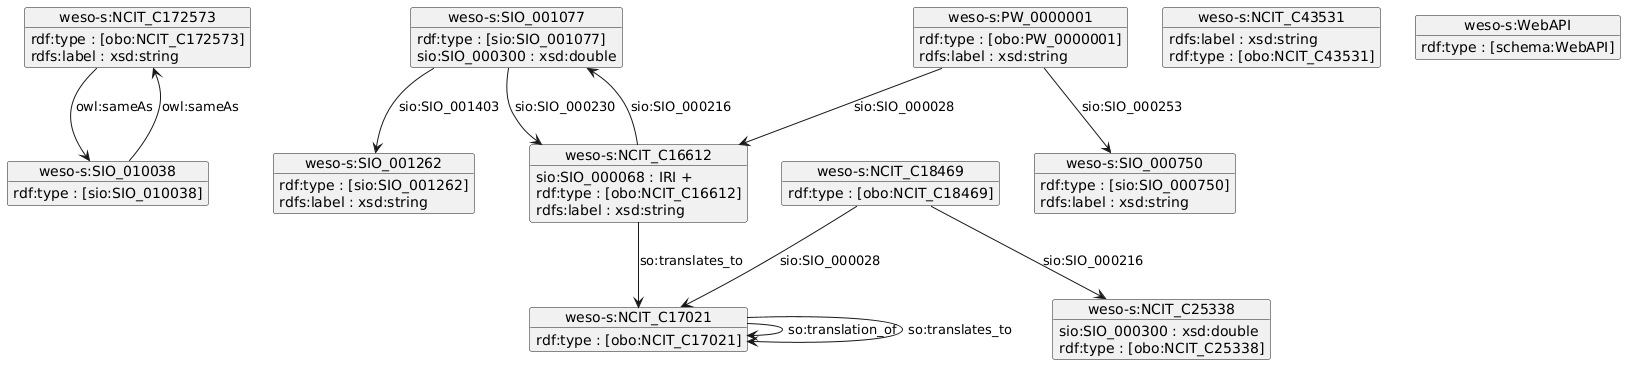 weso-s:NCIT_C172573
rdf:type : [obo:NCIT_C172573]
rdfs:label : xsd:string
weso-s:SIO_001077
rdf:type : [sio:SIO_001077]
sio:SIO_000300 : xsd:double
weso-s:PW_0000001
rdf:type : [obo:PW_0000001]
rdfs:label : xsd:string
weso-s:NCIT_C43531
rdfs:label : xsd:string
rdf:type : [obo:NCIT_C43531]
weso-s:WebAPI
rdf:type : [schema:WebAPI]
owl:sameAs
owl:sameAs
sio:SIO_001403
sio:SIO_000230
sio:SIO_000216
sio:SIO_000028
sio:SIO_000253
weso-s:SIO_010038
rdf:type : [sio:SIO_010038]
weso-s:SIO_001262
rdf:type : [sio:SIO_001262]
rdfs:label : xsd:string
weso-s:NCIT_C16612
sio:SIO_000068 : IRI +
rdf:type : [obo:NCIT_C16612]
rdfs:label : xsd:string
weso-s:NCIT_C18469
rdf:type : [obo:NCIT_C18469]
weso-s:SIO_000750
rdf:type : [sio:SIO_000750]
rdfs:label : xsd:string
so:translates_to
sio:SIO_000028
sio:SIO_000216
weso-s:NCIT_C17021
rdf:type : [obo:NCIT_C17021]
so:translation_of
so:translates_to
weso-s:NCIT_C25338
sio:SIO_000300 : xsd:double
rdf:type : [obo:NCIT_C25338]